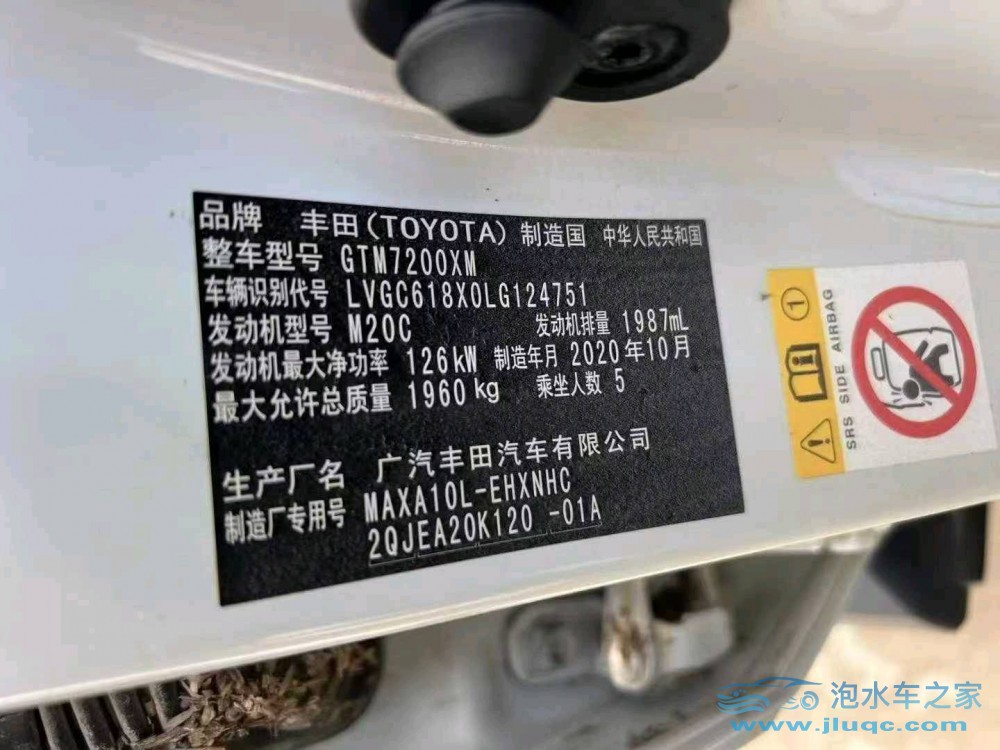 品牌 丰田(TOYOTA) 制造国 中华人民共和国
整车型号 GTM7200XM
车辆识别代号 LVGC618X0LG124751
发动机型号 M20C 发动机排量 1987mL
发动机最大净功率 126kW 制造年月 2020年10月
最大允许总质量 1960kg 乘坐人数 5
生产厂名 广汽丰田汽车有限公司
制造厂专用号 MAXA10L-EHXNHC
2QJEA20K120 -01A
1
SRS SIDE AIRBAG
泡水车之家
www.jluqc.com